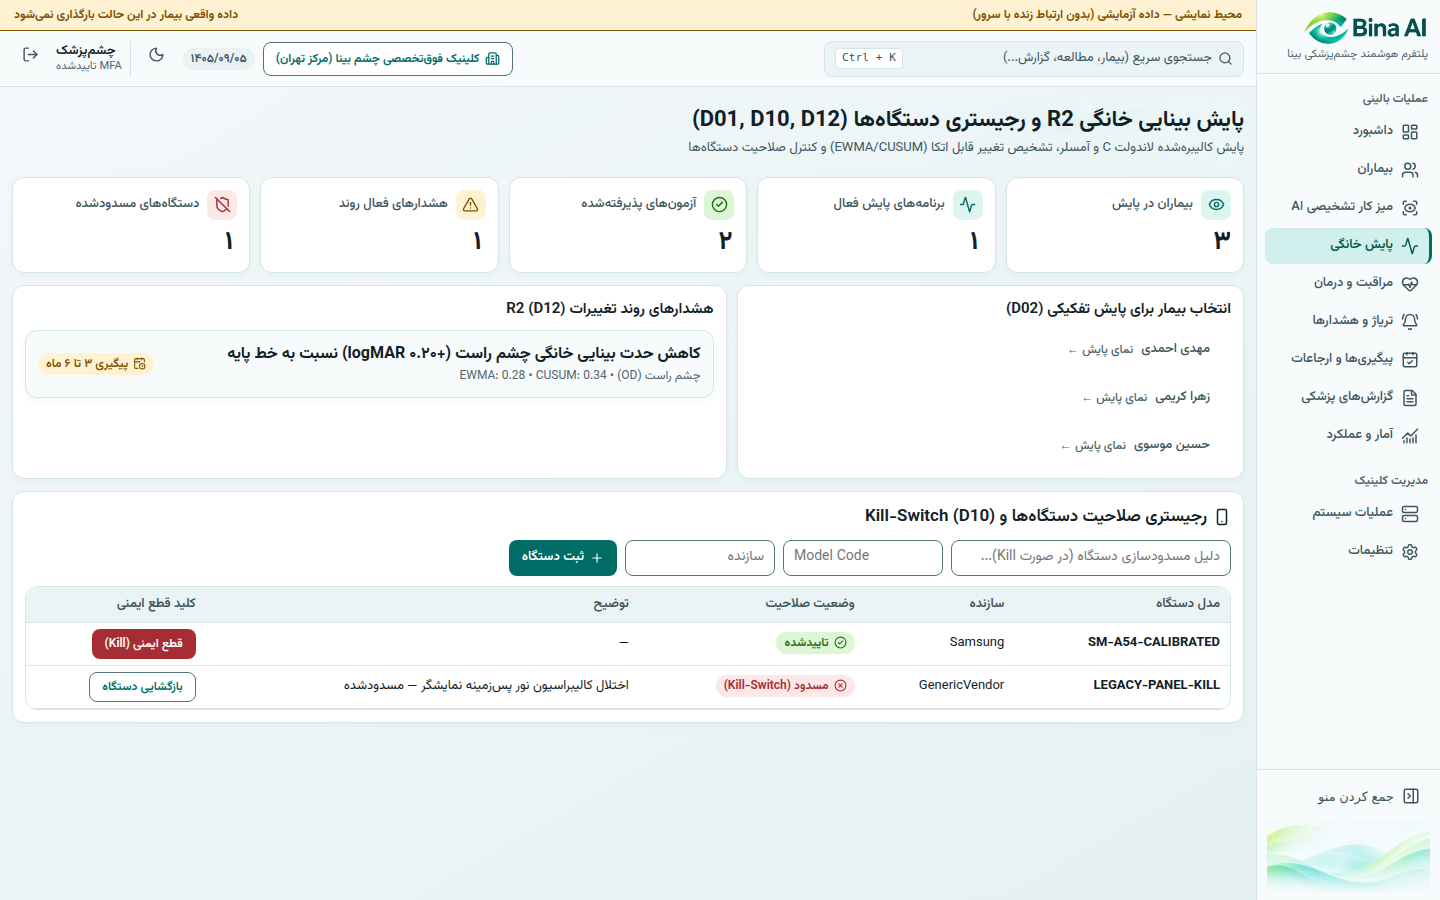 محیط نمایشی — داده آزمایشی (بدون ارتباط زنده با سرور)
داده واقعی بیمار در این حالت بارگذاری نمی‌شود
Bina AI
پلتفرم هوشمند چشم‌پزشکی بینا
جستجوی سریع (بیمار، مطالعه، گزارش...)
Ctrl + K
کلینیک فوق‌تخصصی چشم بینا (مرکز تهران)
۱۴۰۵/۰۹/۰۵
چشم‌پزشک
MFA تاییدشده
عملیات بالینی
داشبورد
بیماران
میز کار تشخیصی AI
پایش خانگی
مراقبت و درمان
تریاژ و هشدارها
پیگیری‌ها و ارجاعات
گزارش‌های پزشکی
آمار و عملکرد
مدیریت کلینیک
عملیات سیستم
تنظیمات
جمع کردن منو
پایش بینایی خانگی R2 و رجیستری دستگاه‌ها (D01, D10, D12)
پایش کالیبره‌شده لاندولت C و آمسلر، تشخیص تغییر قابل اتکا (EWMA/CUSUM) و کنترل صلاحیت دستگاه‌ها
بیماران در پایش
۳
برنامه‌های پایش فعال
۱
آزمون‌های پذیرفته‌شده
۲
هشدارهای فعال روند
۱
دستگاه‌های مسدودشده
۱
انتخاب بیمار برای پایش تفکیکی (D02)
مهدی احمدی نمای پایش ←
زهرا کریمی نمای پایش ←
حسین موسوی نمای پایش ←
هشدارهای روند تغییرات R2 (D12)
کاهش حدت بینایی خانگی چشم راست (+۰.۲۰ logMAR) نسبت به خط پایه
چشم راست (OD) • EWMA: 0.28 • CUSUM: 0.34
پیگیری ۳ تا ۶ ماه
رجیستری صلاحیت دستگاه‌ها و Kill-Switch (D10)
دلیل مسدودسازی دستگاه (در صورت Kill)...
Model Code
سازنده
ثبت دستگاه
مدل دستگاه سازنده وضعیت صلاحیت توضیح کلید قطع ایمنی
SM-A54-CALIBRATED Samsung تاییدشده — قطع ایمنی (Kill)
LEGACY-PANEL-KILL GenericVendor مسدود (Kill-Switch) اختلال کالیبراسیون نور پس‌زمینه نمایشگر — مسدودشده بازگشایی دستگاه